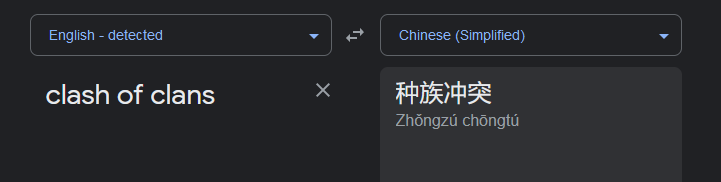 English - detected
Chinese (Simplified)
clash of clans
种族冲突
Zhǒngzú chōngtú